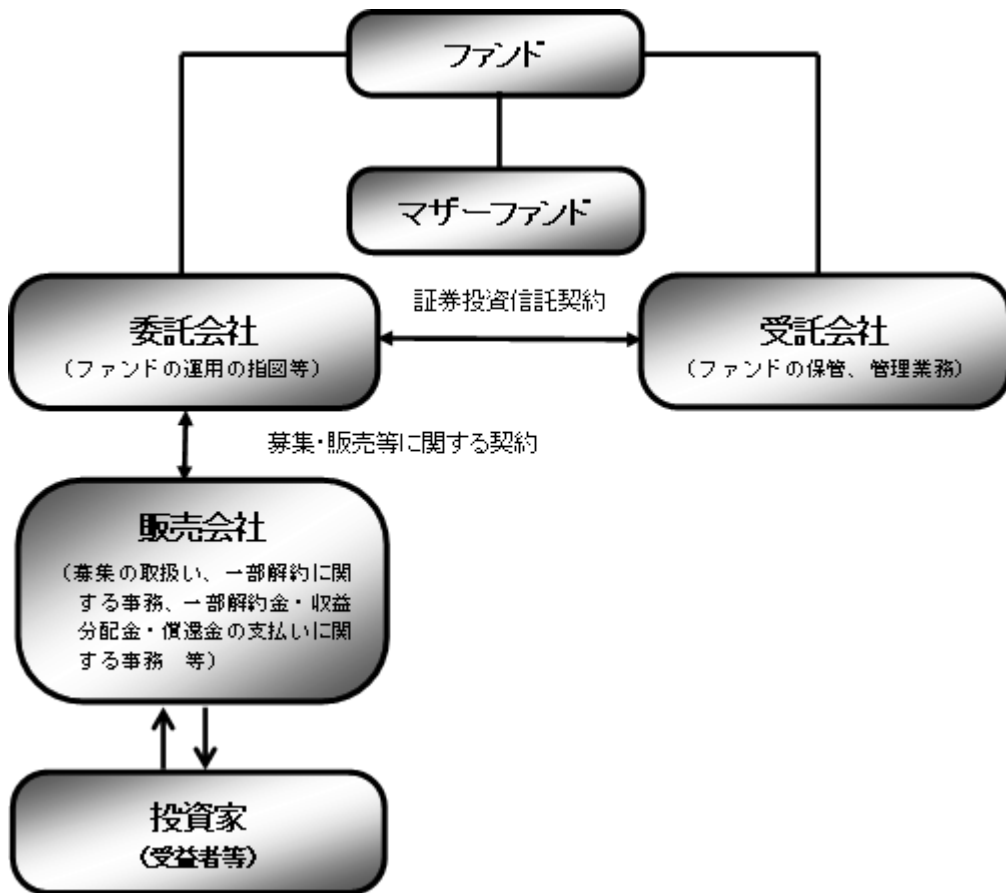 ファンド
マザーファンド
証券投資信託契約
委託会社
（ファンドの運用の指図等）
受託会社
（ファンドの保管、管理業務）
募集・販売等に関する契約
販売会社
（募集の取扱い、一部解約に関
する事務、一部解約金・収益
分配金・償還金の支払いに関
する事務　等）
投資家
（受益者等）